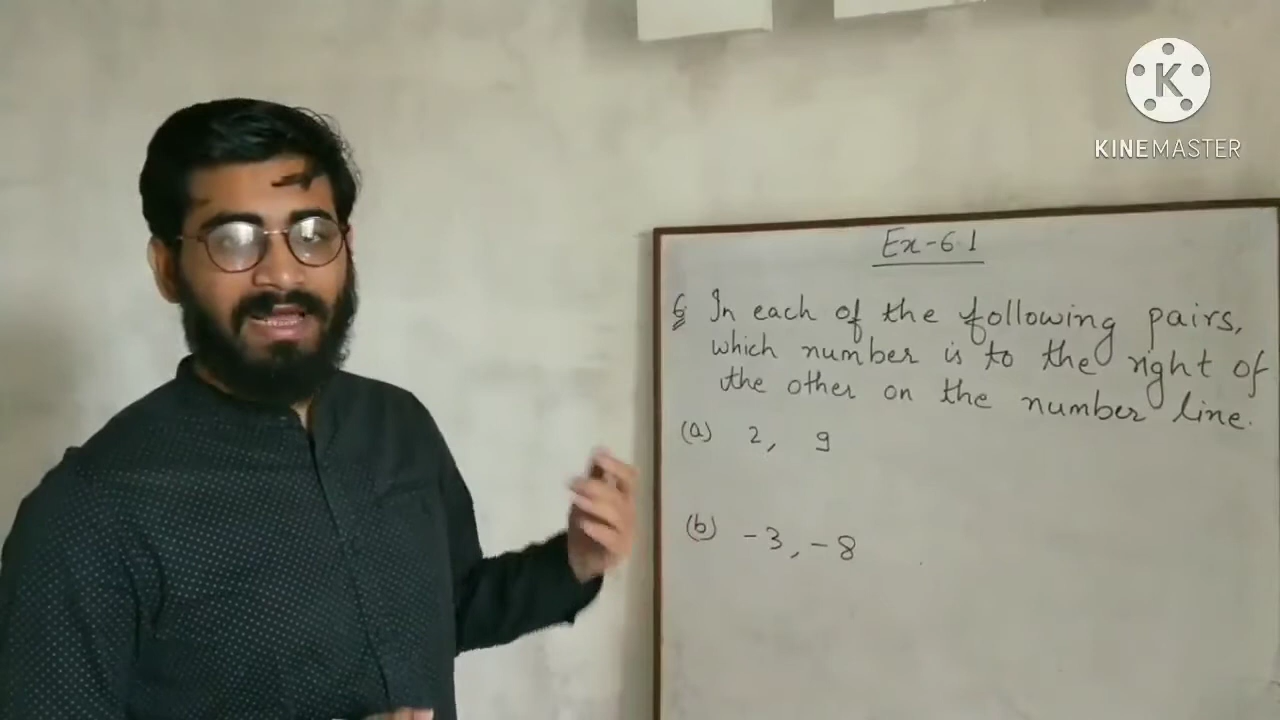 K
KINEMASTER
Ex-6.1
6 In each of the following pairs,
which number is to the right of
the other on the number line.
(a) 2, 9
(b) -3, -8